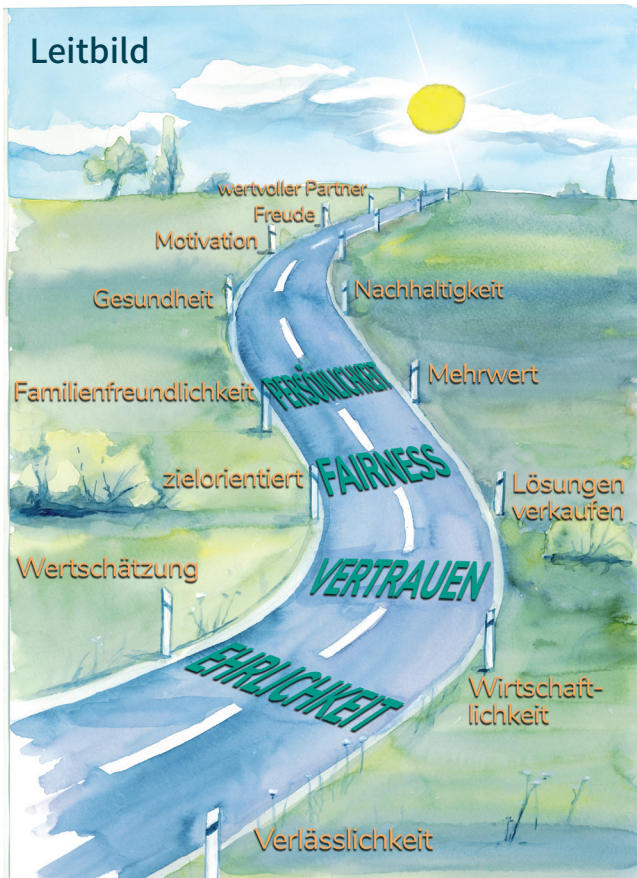 Leitbild
wertvoller Partner
Freude
Motivation
Gesundheit
Nachhaltigkeit
Mehrwert
PERSÖNLICHKEIT
Familienfreundlichkeit
FAIRNESS
zielorientiert
Lösungen
verkaufen
Wertschätzung
VERTRAUEN
EHRLICHKEIT
Wirtschaft-
lichkeit
Verlässlichkeit